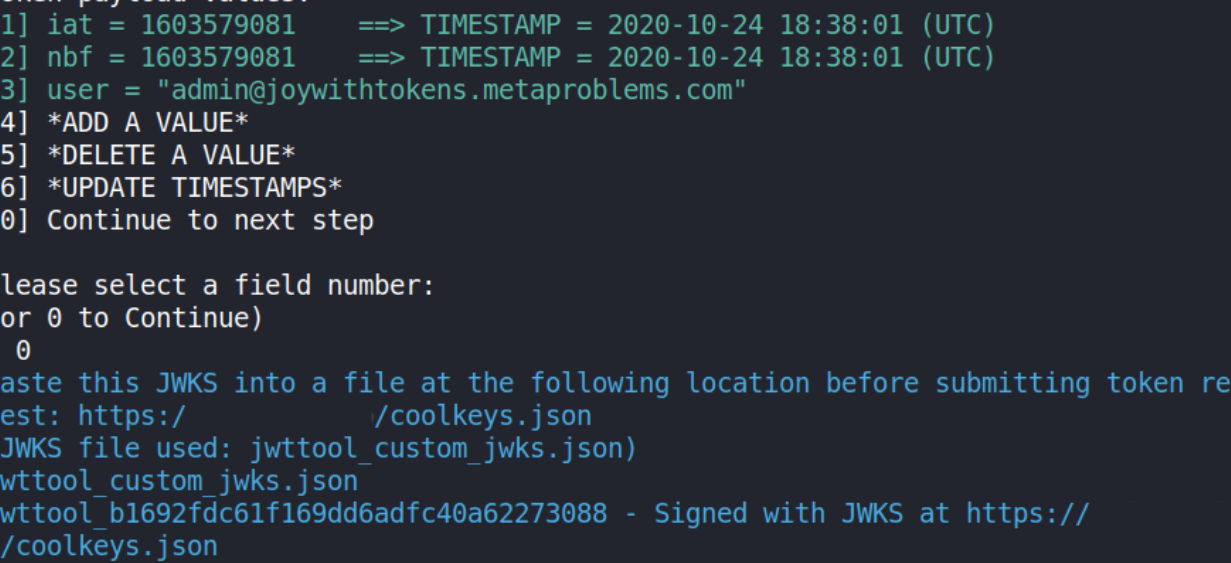 oken payload values:
1] iat = 1603579081    ==> TIMESTAMP = 2020-10-24 18:38:01 (UTC)
2] nbf = 1603579081    ==> TIMESTAMP = 2020-10-24 18:38:01 (UTC)
3] user = "admin@joywithtokens.metaproblems.com"
4] *ADD A VALUE*
5] *DELETE A VALUE*
6] *UPDATE TIMESTAMPS*
0] Continue to next step
lease select a field number:
or 0 to Continue)
0
aste this JWKS into a file at the following location before submitting token re
est: https:/ /coolkeys.json
JWKS file used: jwttool_custom_jwks.json)
wttool_custom_jwks.json
wttool_b1692fdc61f169dd6adfc40a62273088 - Signed with JWKS at https://
/coolkeys.json